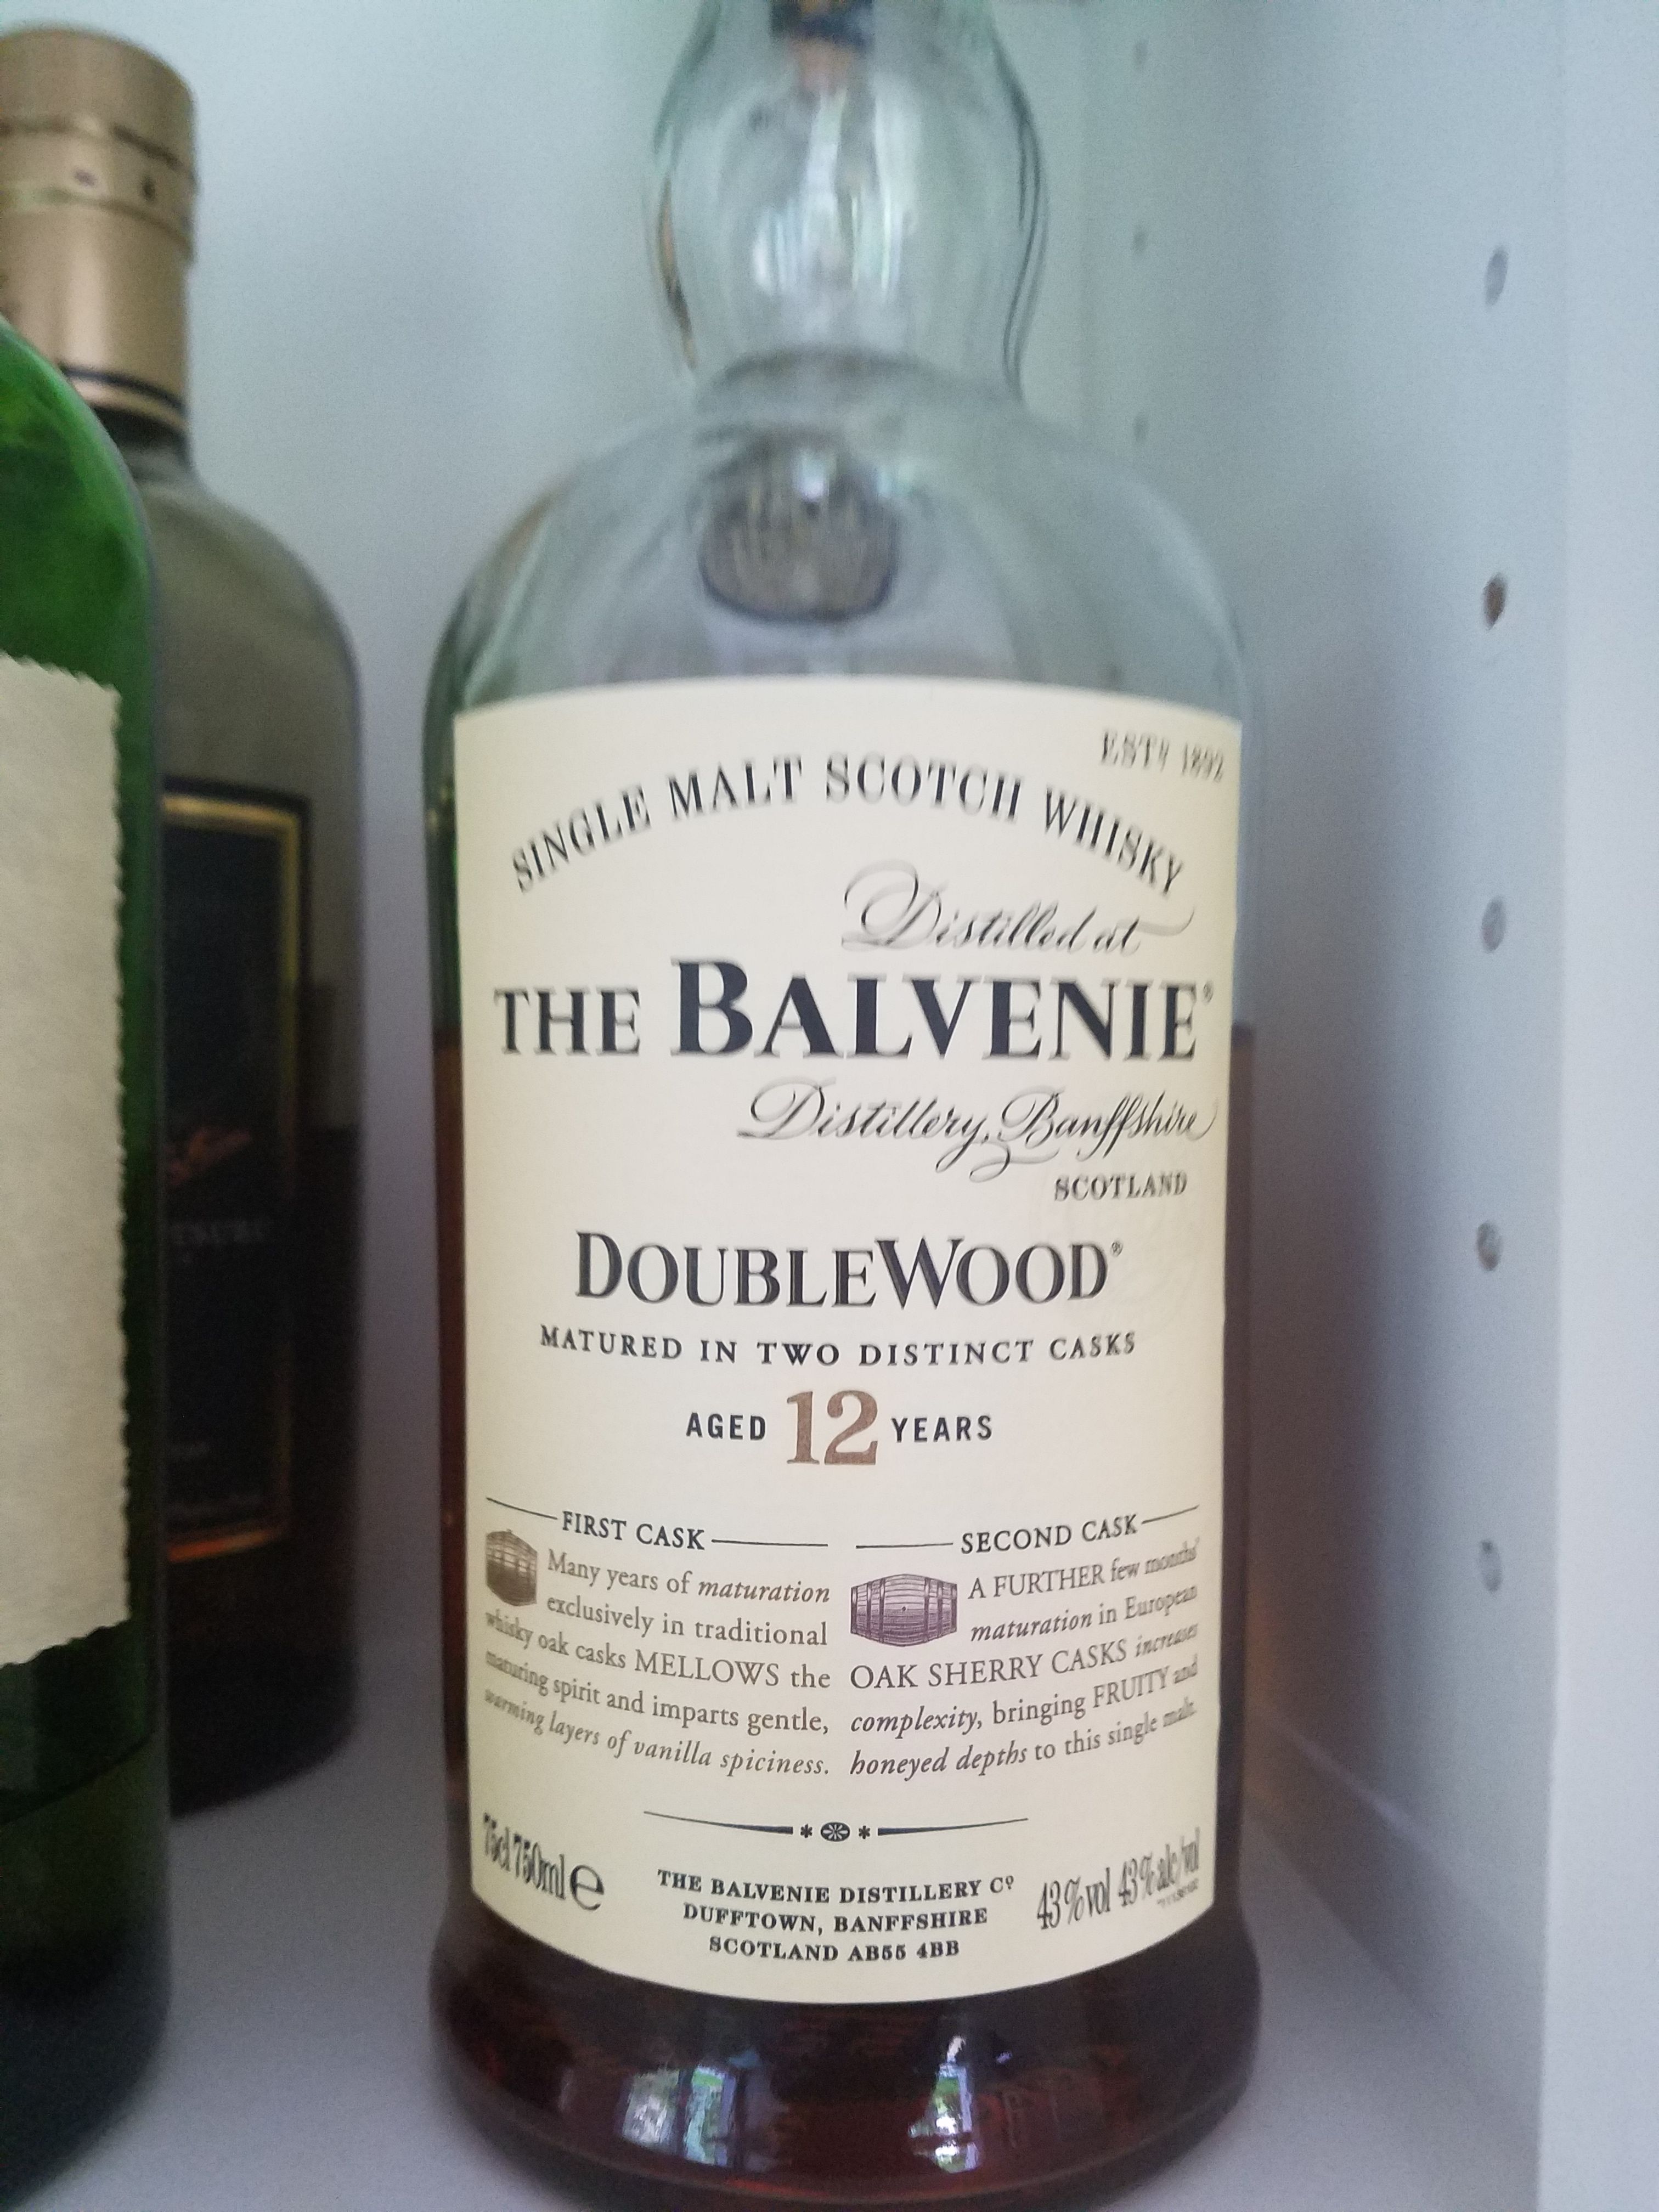 ESTD 1892
SINGLE MALT SCOTCH WHISKY
Distilled at
THE BALVENIE®
Distillery, Banffshire
SCOTLAND
DOUBLEWOOD®
MATURED IN TWO DISTINCT CASKS
AGED 12 YEARS
FIRST CASK
Many years of maturation
exclusively in traditional
whisky oak casks MELLOWS the
maturing spirit and imparts gentle,
warming layers of vanilla spiciness.
SECOND CASK
A FURTHER few months'
maturation in European
OAK SHERRY CASKS increases
complexity, bringing FRUITY and
honeyed depths to this single malt.
75cl 750ml e
THE BALVENIE DISTILLERY Cº
DUFFTOWN, BANFFSHIRE
SCOTLAND AB55 4BB
43%vol 43%alc/vol